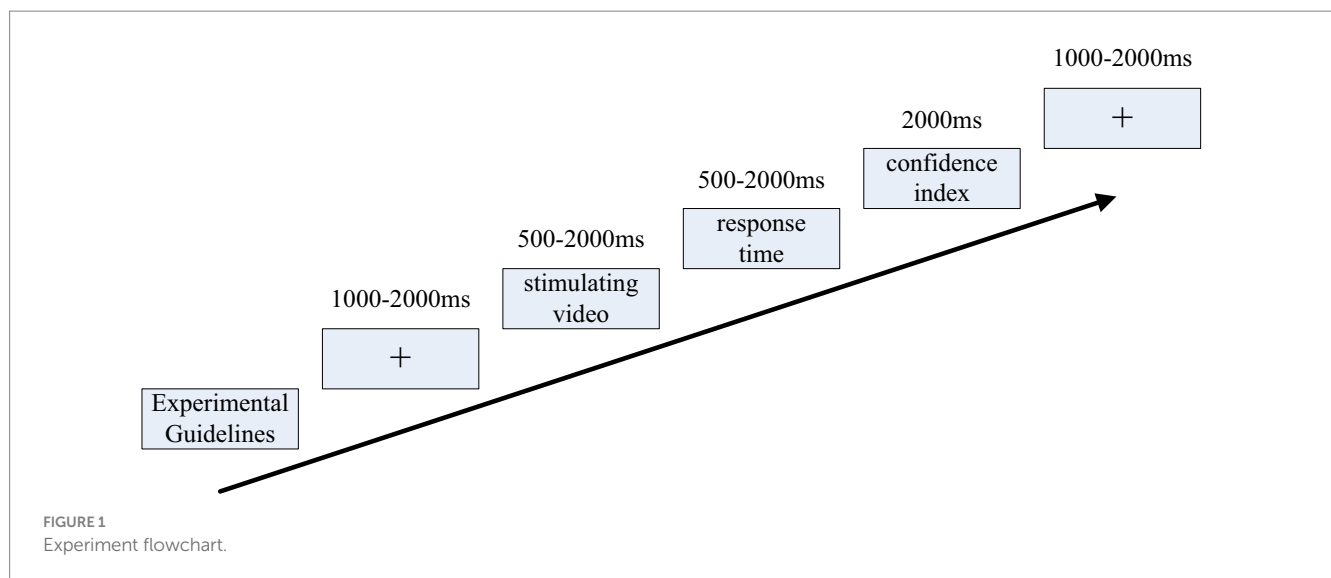 Experimental
Guidelines
1000-2000ms
+
500-2000ms
stimulating
video
500-2000ms
response
time
2000ms
confidence
index
1000-2000ms
+
FIGURE 1
Experiment flowchart.